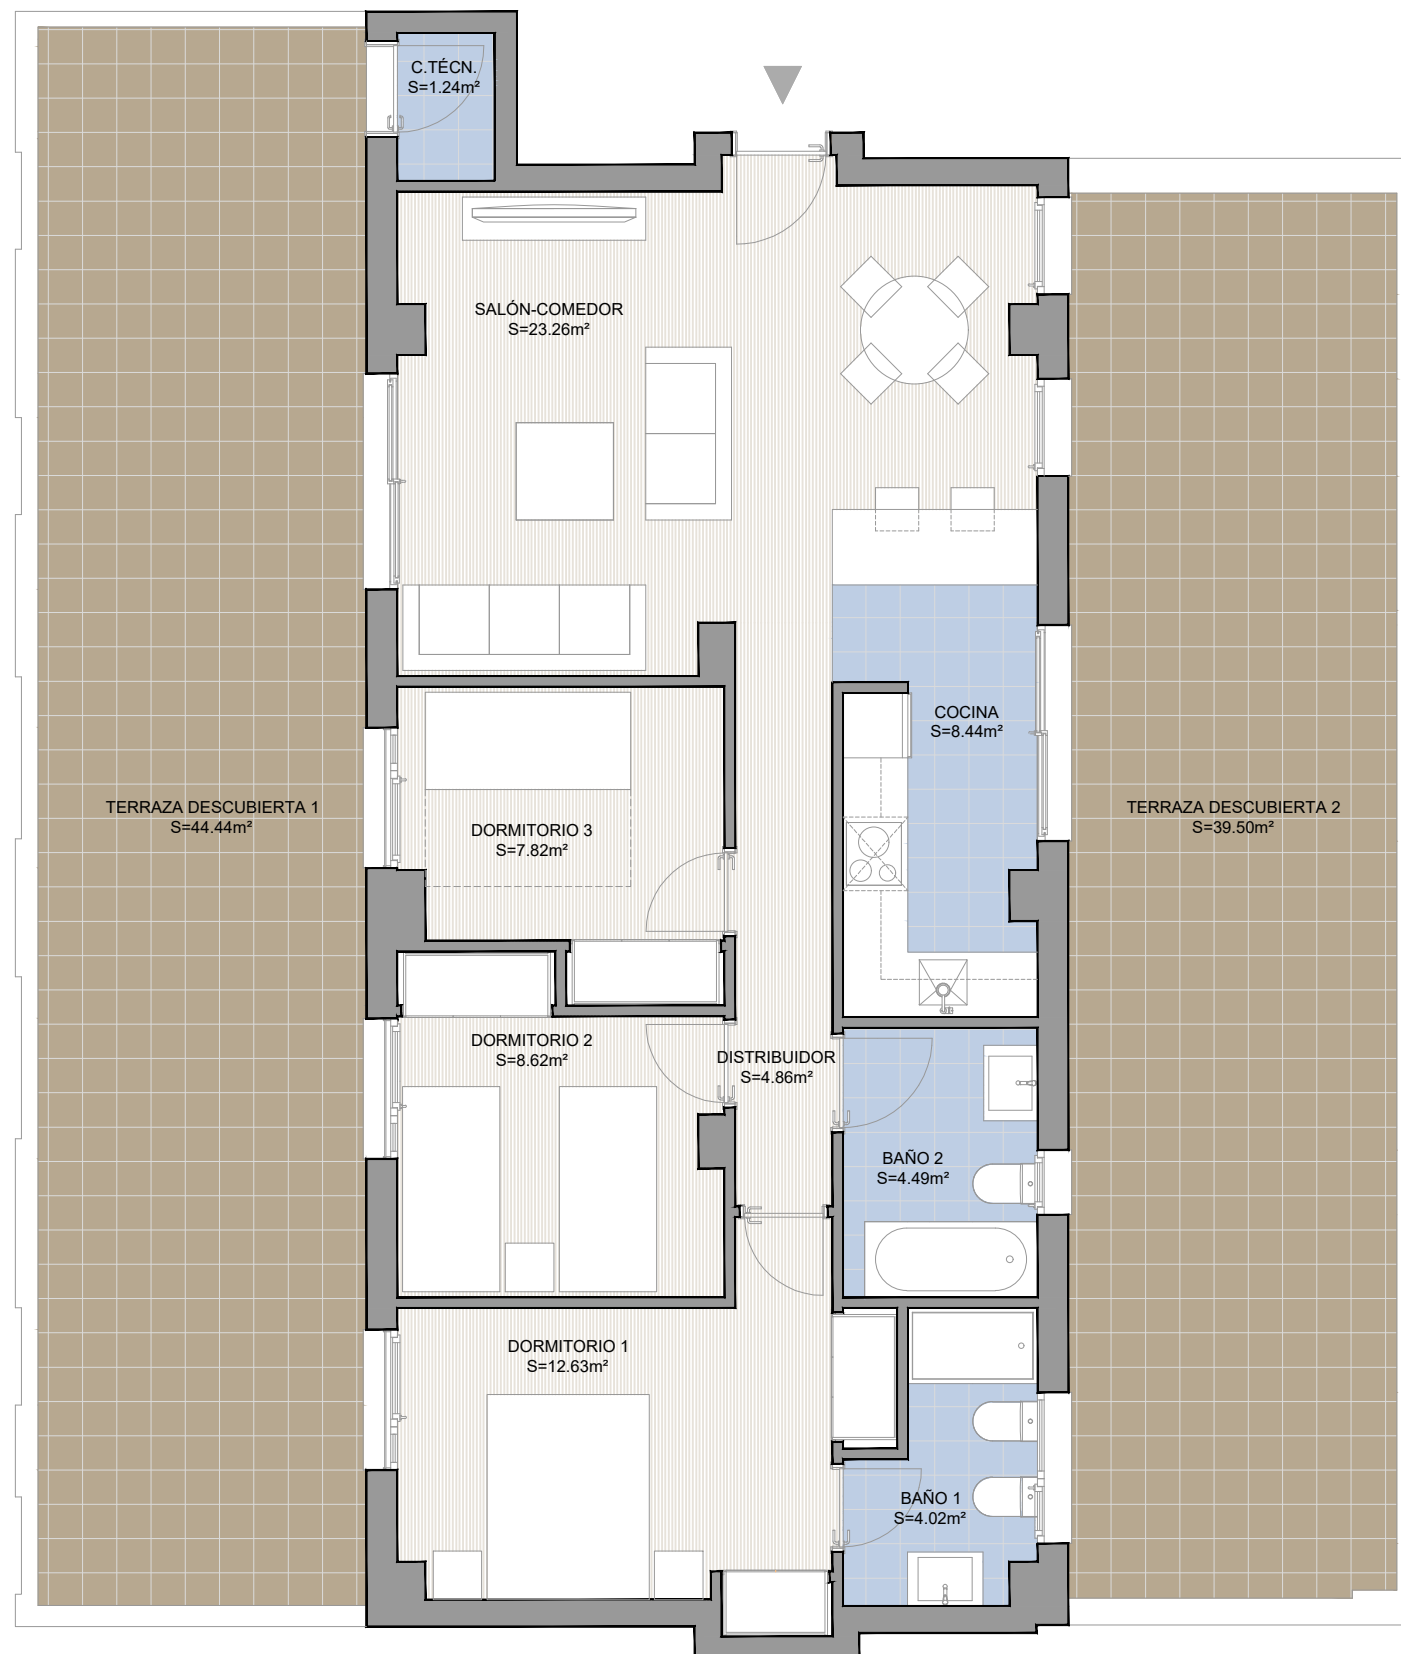 C.TÉCN.
S=1.24m²
SALÓN-COMEDOR
S=23.26m²
COCINA
S=8.44m²
TERRAZA DESCUBIERTA 1
S=44.44m²
DORMITORIO 3
S=7.82m²
TERRAZA DESCUBIERTA 2
S=39.50m²
DORMITORIO 2
S=8.62m²
DISTRIBUIDOR
S=4.86m²
BAÑO 2
S=4.49m²
DORMITORIO 1
S=12.63m²
BAÑO 1
S=4.02m²